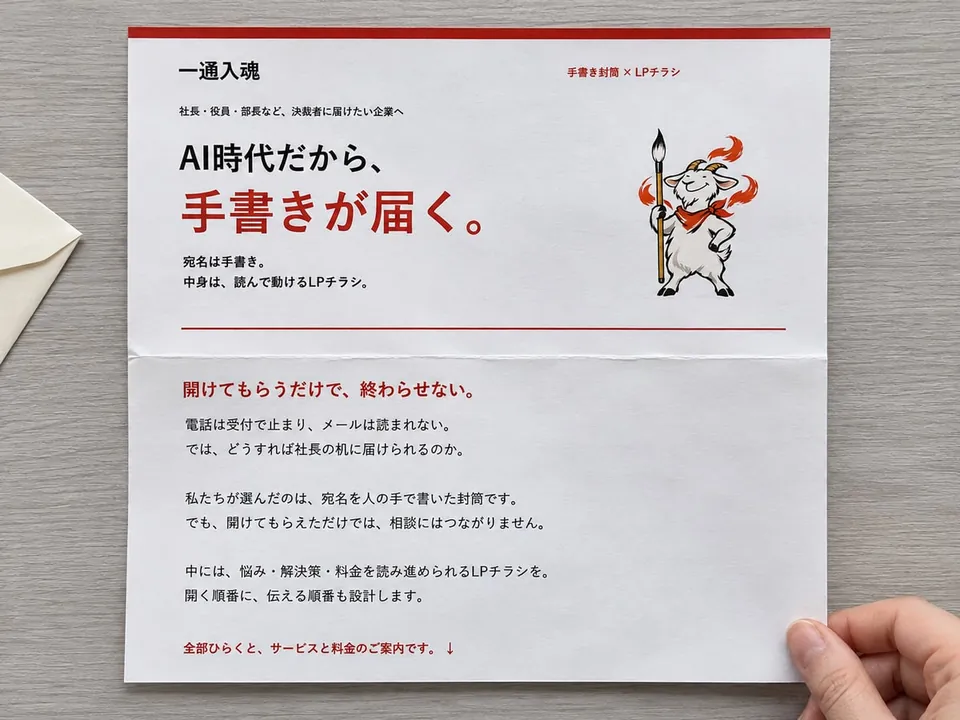 一通入魂
手書き封筒 × LPチラシ
社長・役員・部長など、決裁者に届けたい企業へ
AI時代だから、
手書きが届く。
宛名は手書き。
中身は、読んで動けるLPチラシ。
開けてもらうだけで、終わらせない。
電話は受付で止まり、メールは読まれない。
では、どうすれば社長の机に届けられるのか。
私たちが選んだのは、宛名を人の手で書いた封筒です。
でも、開けてもらえただけでは、相談にはつながりません。
中には、悩み・解決策・料金を読み進められるLPチラシを。
開く順番に、伝える順番も設計します。
全部ひらくと、サービスと料金のご案内です。↓